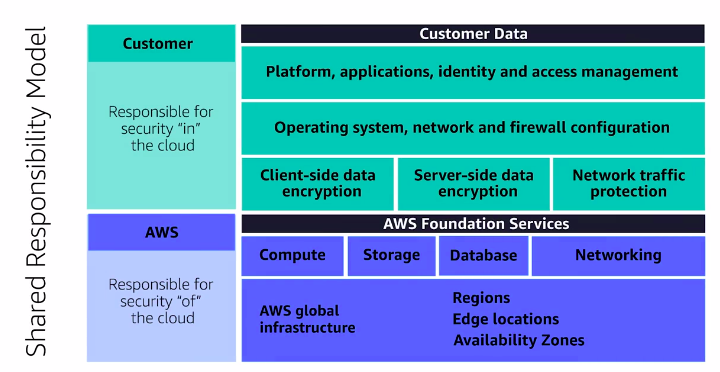 Shared Responsibility Model
Customer
Responsible for
security "in"
the cloud
Customer Data
Platform, applications, identity and access management
Operating system, network and firewall configuration
Client-side data
encryption
Server-side data
encryption
Network traffic
protection
AWS
Responsible for
security "of"
the cloud
AWS Foundation Services
Compute
Storage
Database
Networking
AWS global
infrastructure
Regions
Edge locations
Availability Zones